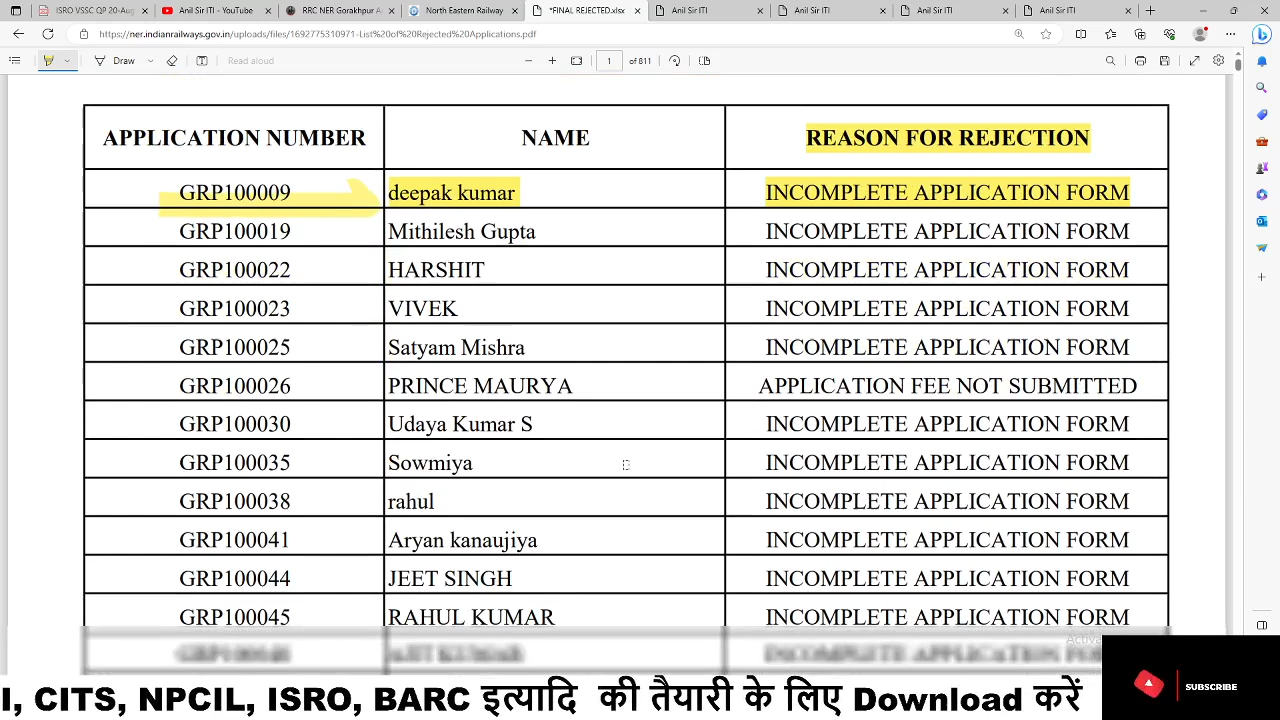 ISRO VSSC QP 20-Aug
Anil Sir ITI - YouTube
RRC NER Gorakhpur A
North Eastern Railway
*FINAL REJECTED.xlsx
Anil Sir ITI
Anil Sir ITI
Anil Sir ITI
Anil Sir ITI
https://ner.indianrailways.gov.in/uploads/files/1692775310971-List%20of%20Rejected%20Applications.pdf
Draw
Read aloud
1 of 811
APPLICATION NUMBER NAME REASON FOR REJECTION
GRP100009 deepak kumar INCOMPLETE APPLICATION FORM
GRP100019 Mithilesh Gupta INCOMPLETE APPLICATION FORM
GRP100022 HARSHIT INCOMPLETE APPLICATION FORM
GRP100023 VIVEK INCOMPLETE APPLICATION FORM
GRP100025 Satyam Mishra INCOMPLETE APPLICATION FORM
GRP100026 PRINCE MAURYA APPLICATION FEE NOT SUBMITTED
GRP100030 Udaya Kumar S INCOMPLETE APPLICATION FORM
GRP100035 Sowmiya INCOMPLETE APPLICATION FORM
GRP100038 rahul INCOMPLETE APPLICATION FORM
GRP100041 Aryan kanaujiya INCOMPLETE APPLICATION FORM
GRP100044 JEET SINGH INCOMPLETE APPLICATION FORM
GRP100045 RAHUL KUMAR INCOMPLETE APPLICATION FORM
I, CITS, NPCIL, ISRO, BARC इत्यादि की तैयारी के लिए Download करें
SUBSCRIBE